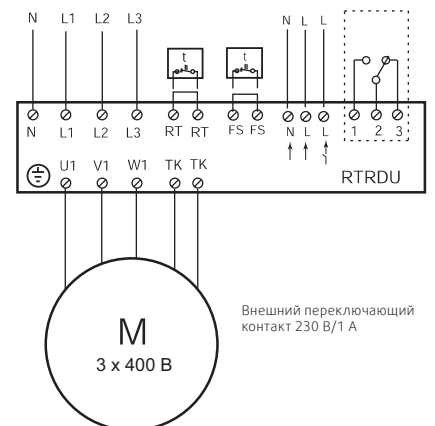 N L1 L2 L3 N L L
t t
N L1 L2 L3 RT RT FS FS N L L 1 2 3
U1 V1 W1 TK TK RTRDU
M
3 x 400 В
Внешний переключающий
контакт 230 В/1 А